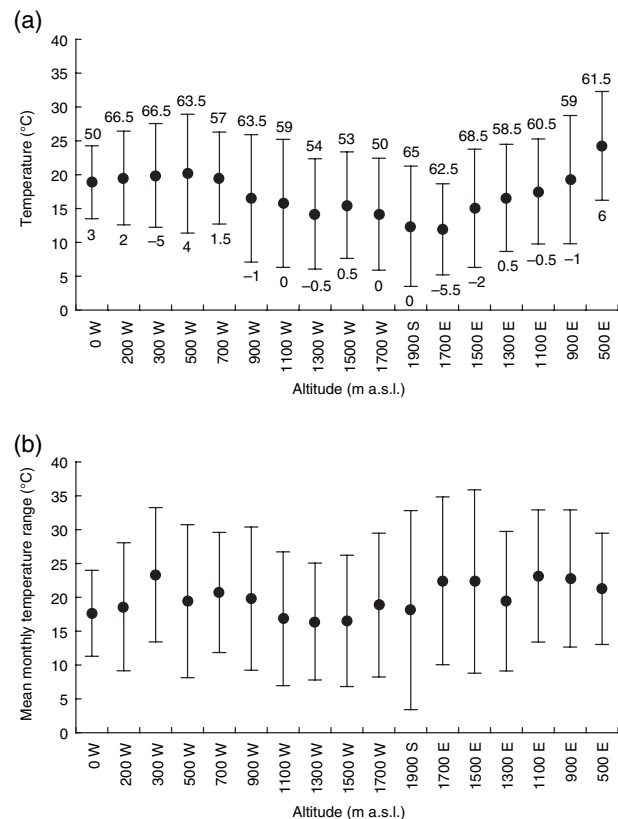 (a)
Temperature (°C)
40
35
30
25
20
15
10
5
0
50 66.5 66.5 63.5 57 63.5 59 54 53 50 65 62.5 68.5 58.5 60.5 59 61.5
3 2 –5 4 1.5 –1 0 –0.5 0.5 0 0 –5.5 –2 0.5 –0.5 –1 6
0 W 200 W 300 W 500 W 700 W 900 W 1100 W 1300 W 1500 W 1700 W 1900 S 1700 E 1500 E 1300 E 1100 E 900 E 500 E
Altitude (m a.s.l.)
(b)
Mean monthly temperature range (°C)
40
35
30
25
20
15
10
5
0
0 W 200 W 300 W 500 W 700 W 900 W 1100 W 1300 W 1500 W 1700 W 1900 S 1700 E 1500 E 1300 E 1100 E 900 E 500 E
Altitude (m a.s.l.)